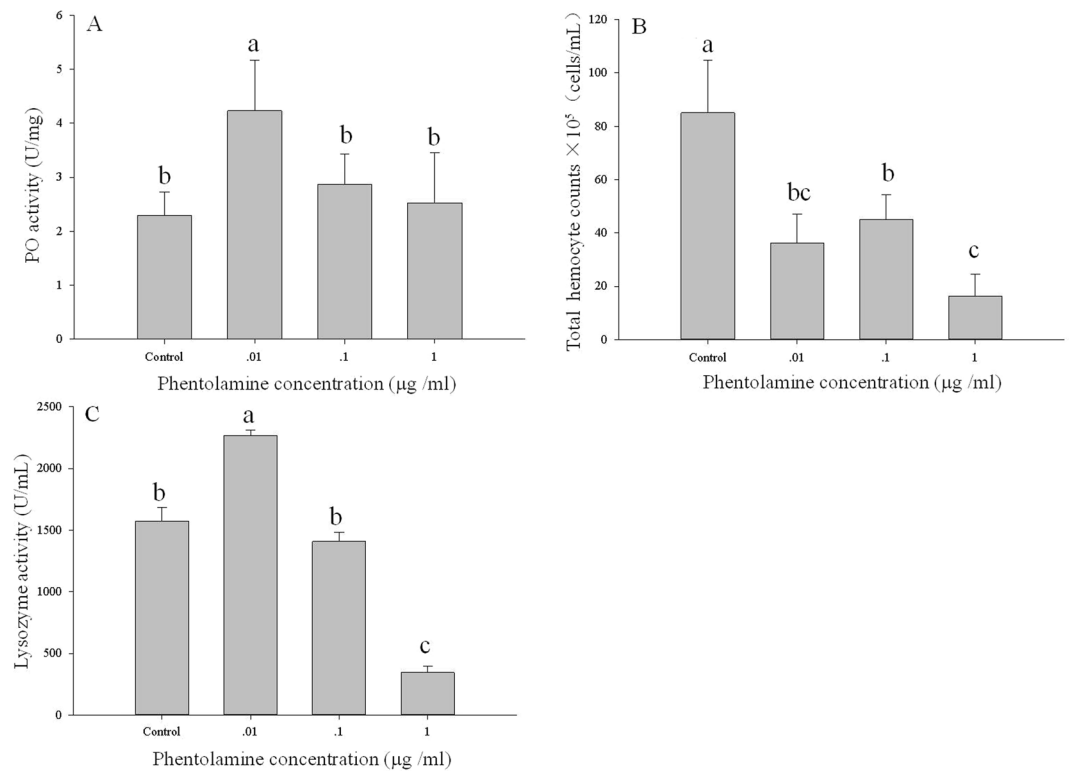 A
6
5
4
3
2
1
0
PO activity (U/mg)
b
a
b
b
Control
.01
.1
1
Phentolamine concentration (μg /ml)
B
120
100
80
60
40
20
0
Total hemocyte counts ×10⁵ (cells/mL)
a
bc
b
c
Control
.01
.1
1
Phentolamine concentration (μg /ml)
C
2500
2000
1500
1000
500
0
Lysozyme activity (U/mL)
b
a
b
c
Control
.01
.1
1
Phentolamine concentration (μg /ml)